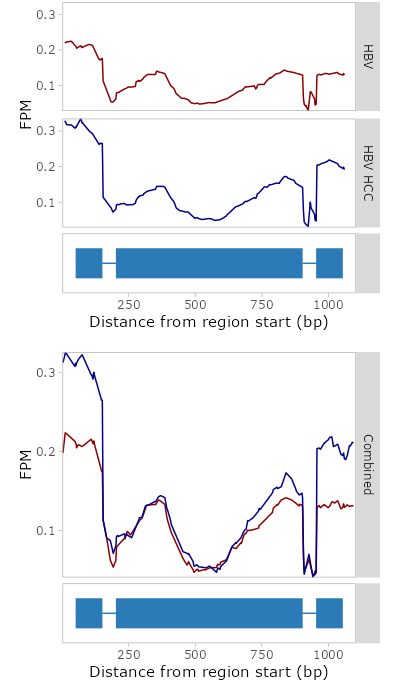 0.3
0.2
0.1
HBV
FPM
0.3
0.2
0.1
HBV HCC
250 500 750 1000
Distance from region start (bp)
0.3
0.2
0.1
FPM
Combined
250 500 750 1000
Distance from region start (bp)